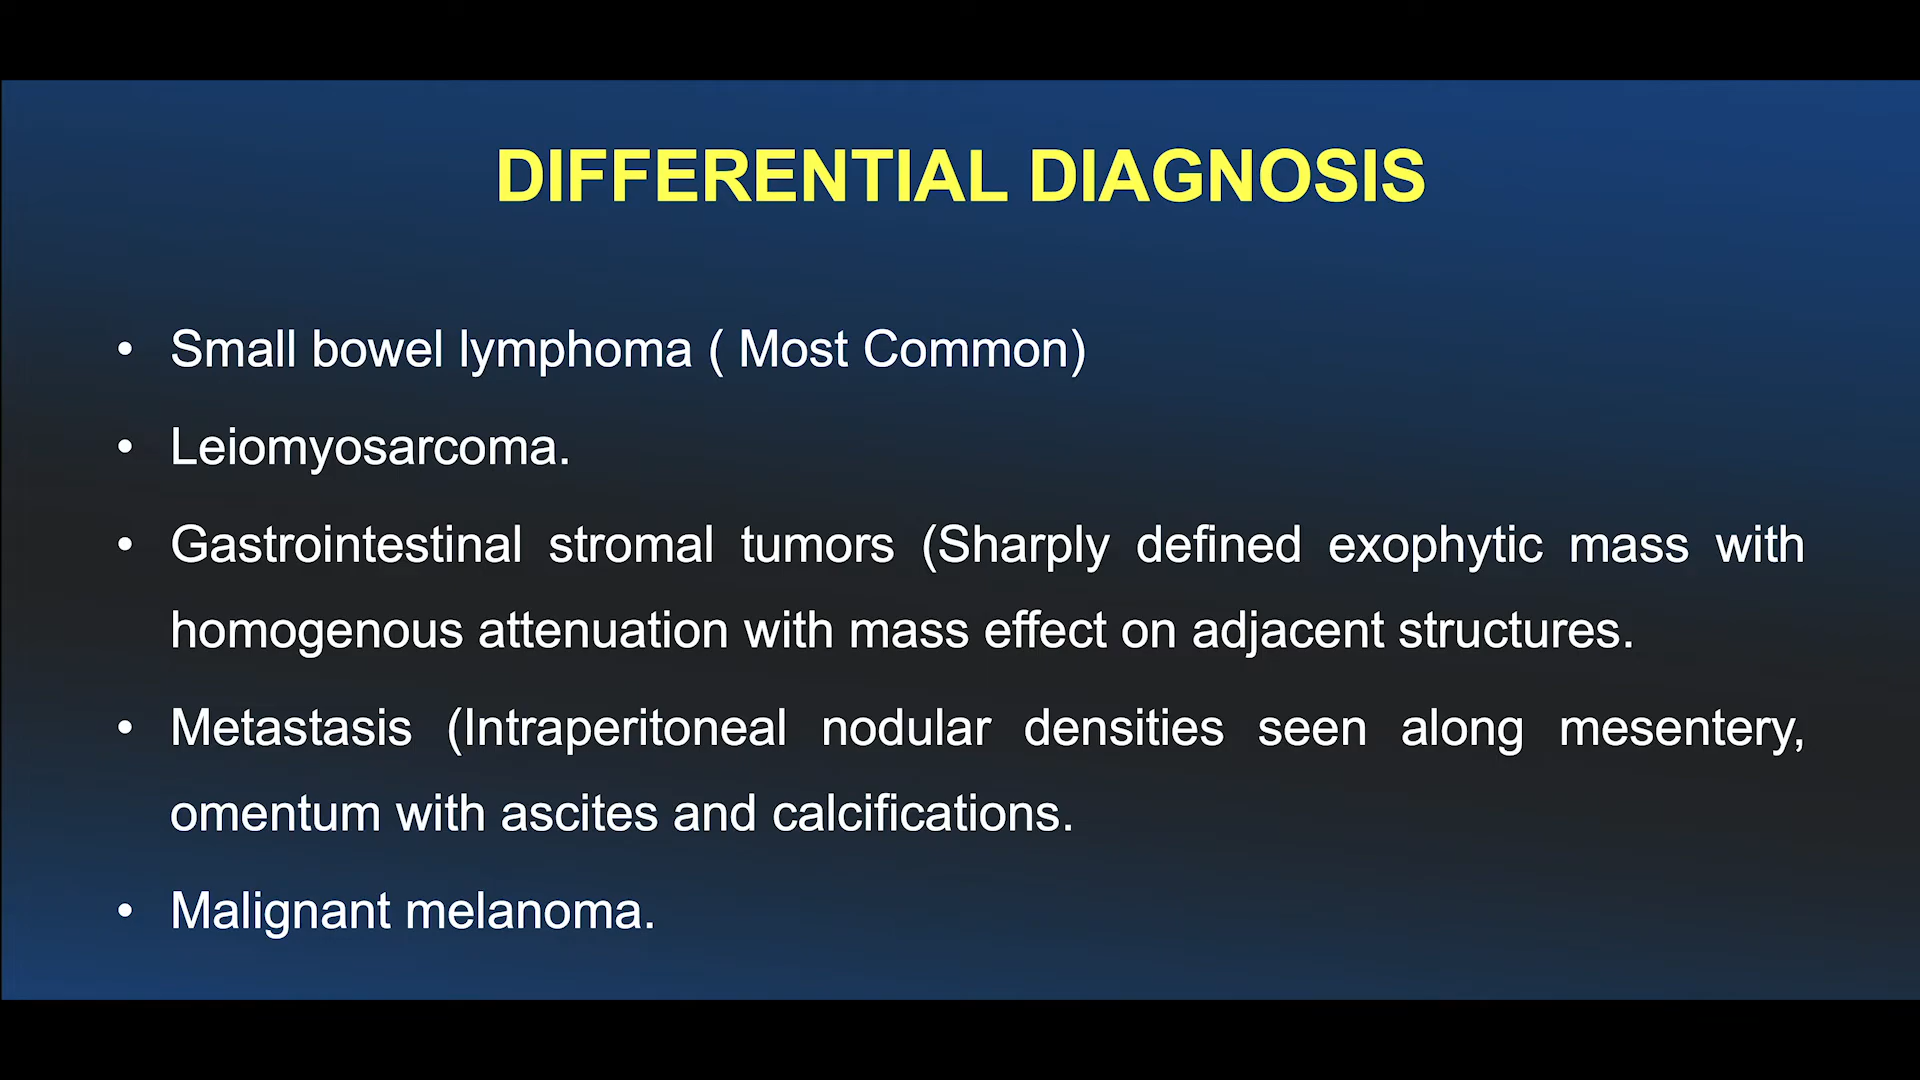 DIFFERENTIAL DIAGNOSIS
• Small bowel lymphoma ( Most Common)
• Leiomyosarcoma.
• Gastrointestinal stromal tumors (Sharply defined exophytic mass with
homogenous attenuation with mass effect on adjacent structures.
• Metastasis (Intraperitoneal nodular densities seen along mesentery,
omentum with ascites and calcifications.
• Malignant melanoma.